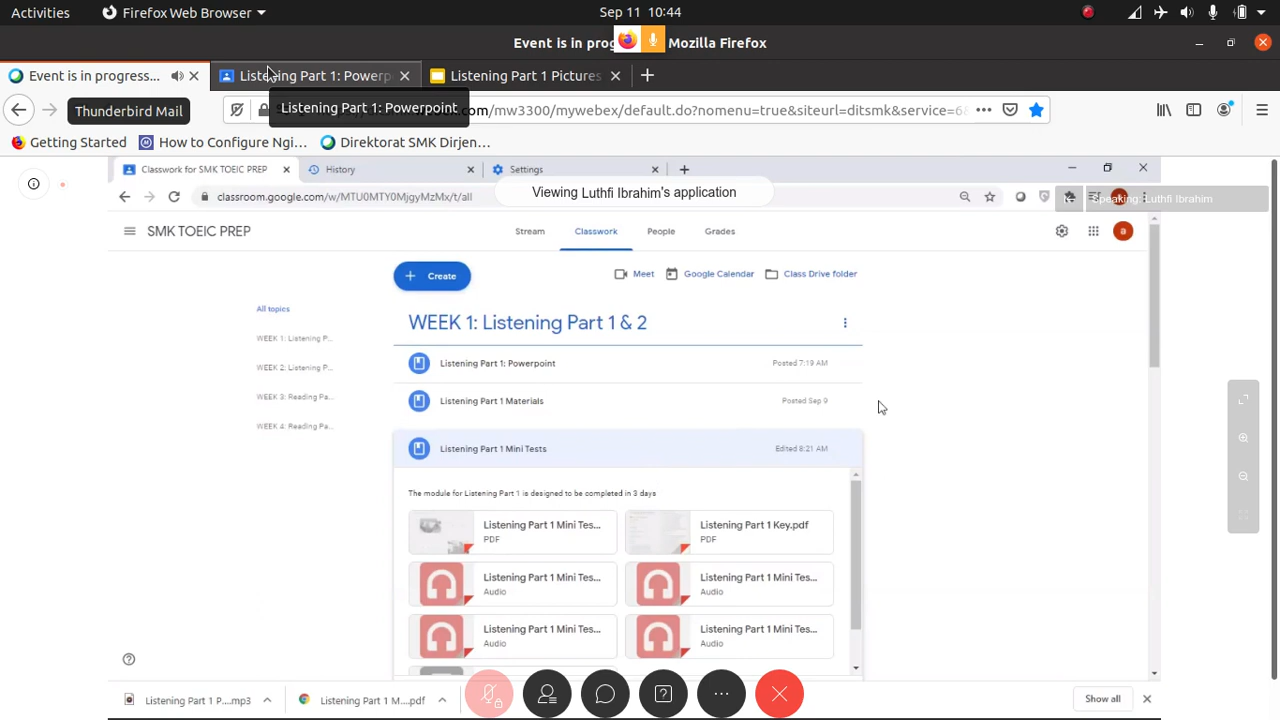 Activities
Firefox Web Browser
Sep 11 10:44
Event is in prog
Mozilla Firefox
Event is in progress...
Listening Part 1: Powerp
Listening Part 1 Pictures
Thunderbird Mail
Listening Part 1: Powerpoint
.com/mw3300/mywebex/default.do?nomenu=true&siteurl=ditsmk&service=6
Getting Started
How to Configure Ngi...
Direktorat SMK Dirjen...
Classwork for SMK TOEIC PREP
History
Settings
Viewing Luthfi Ibrahim's application
classroom.google.com/w/MTU0MTY0MjgyMzMx/t/all
Speaking: Luthfi Ibrahim
SMK TOEIC PREP
Stream
Classwork
People
Grades
a
Create
Meet
Google Calendar
Class Drive folder
All topics
WEEK 1: Listening P...
WEEK 2: Listening P...
WEEK 3: Reading Pa...
WEEK 4: Reading Pa...
WEEK 1: Listening Part 1 & 2
Listening Part 1: Powerpoint
Posted 7:19 AM
Listening Part 1 Materials
Posted Sep 9
Listening Part 1 Mini Tests
Edited 8:21 AM
The module for Listening Part 1 is designed to be completed in 3 days
Listening Part 1 Mini Tes...
PDF
Listening Part 1 Key.pdf
PDF
Listening Part 1 Mini Tes...
Audio
Listening Part 1 Mini Tes...
Audio
Listening Part 1 Mini Tes...
Audio
Listening Part 1 Mini Tes...
Audio
Listening Part 1 P....mp3
Listening Part 1 M....pdf
Show all